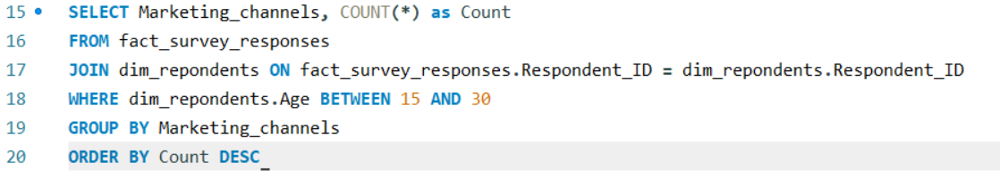 15 SELECT Marketing_channels, COUNT(*) as Count
16 FROM fact_survey_responses
17 JOIN dim_repondents ON fact_survey_responses.Respondent_ID = dim_repondents.Respondent_ID
18 WHERE dim_repondents.Age BETWEEN 15 AND 30
19 GROUP BY Marketing_channels
20 ORDER BY Count DESC